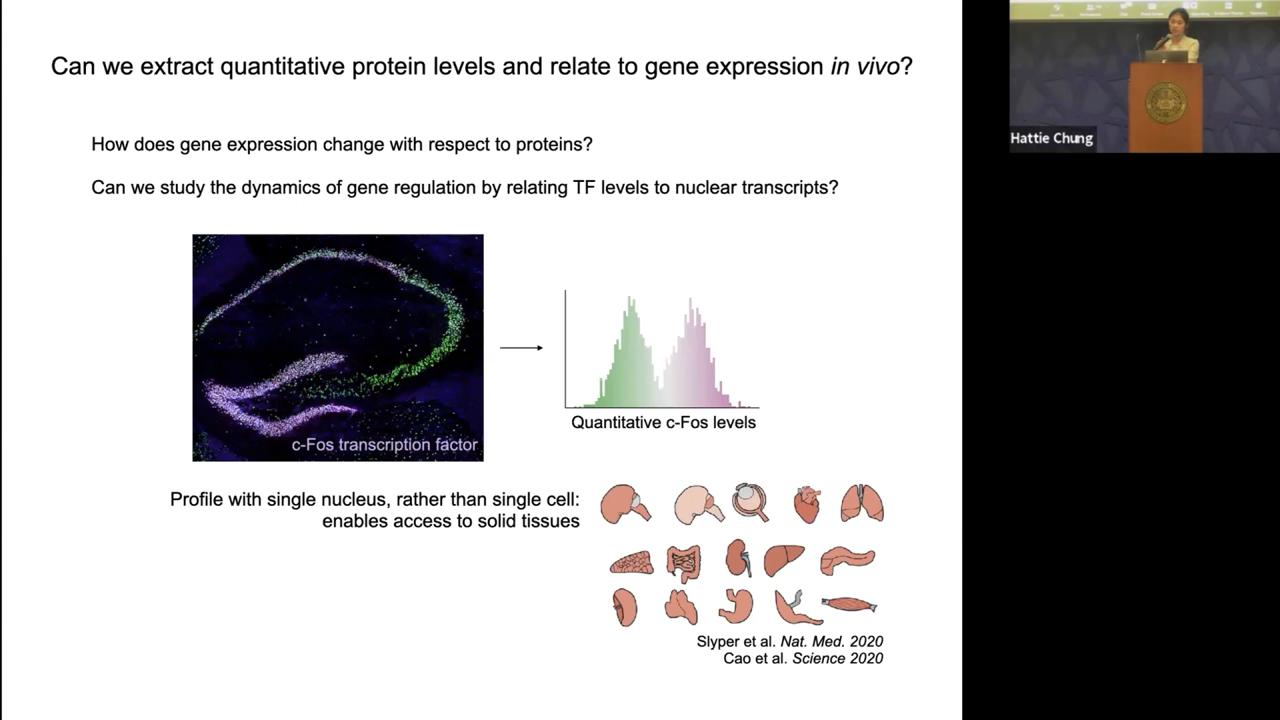 Can we extract quantitative protein levels and relate to gene expression in vivo?
How does gene expression change with respect to proteins?
Can we study the dynamics of gene regulation by relating TF levels to nuclear transcripts?
c-Fos transcription factor
Quantitative c-Fos levels
Profile with single nucleus, rather than single cell:
enables access to solid tissues
Slyper et al. Nat. Med. 2020
Cao et al. Science 2020
Hattie Chung